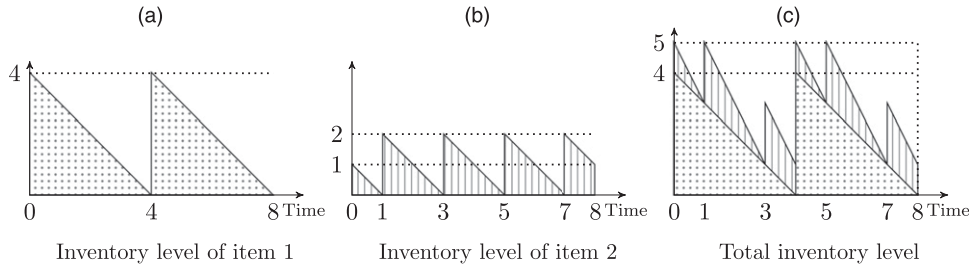 (a)
(b)
(c)
4
0
4
8 Time
Inventory level of item 1
2
1
0
1
3
5
7
8 Time
Inventory level of item 2
5
4
0
1
3
4
5
7
8 Time
Total inventory level